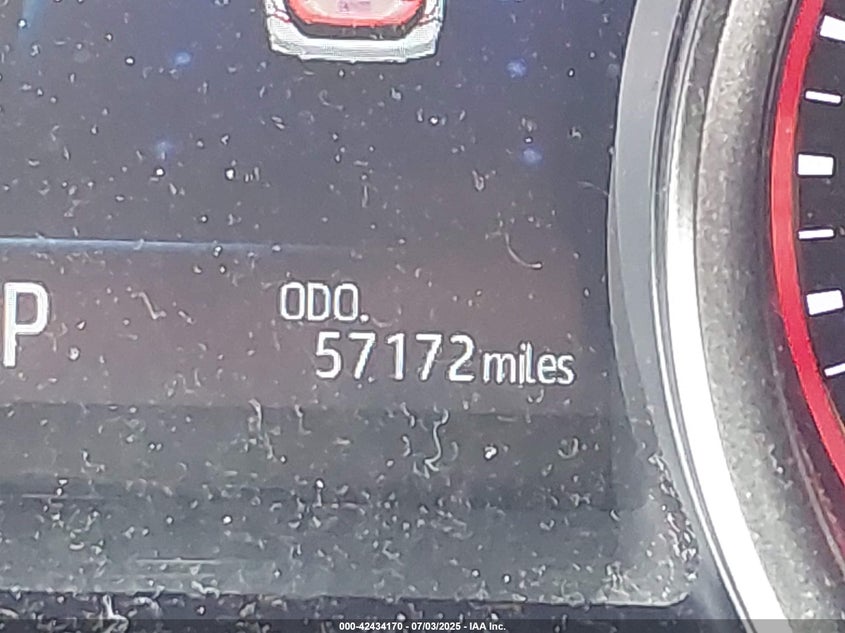 P
ODO.
57172 miles
000-42434170 - 07/03/2025 - IAA Inc.